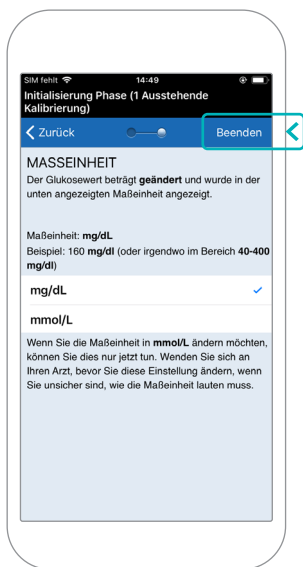 SIM fehlt 14:49
Initialisierung Phase (1 Ausstehende
Kalibrierung)
Zurück Beenden
MASSEINHEIT
Der Glukosewert beträgt geändert und wurde in der
unten angezeigten Maßeinheit angezeigt.
Maßeinheit: mg/dL
Beispiel: 160 mg/dl (oder irgendwo im Bereich 40-400
mg/dl)
mg/dL
mmol/L
Wenn Sie die Maßeinheit in mmol/L ändern möchten,
können Sie dies nur jetzt tun. Wenden Sie sich an
Ihren Arzt, bevor Sie diese Einstellung ändern, wenn
Sie unsicher sind, wie die Maßeinheit lauten muss.